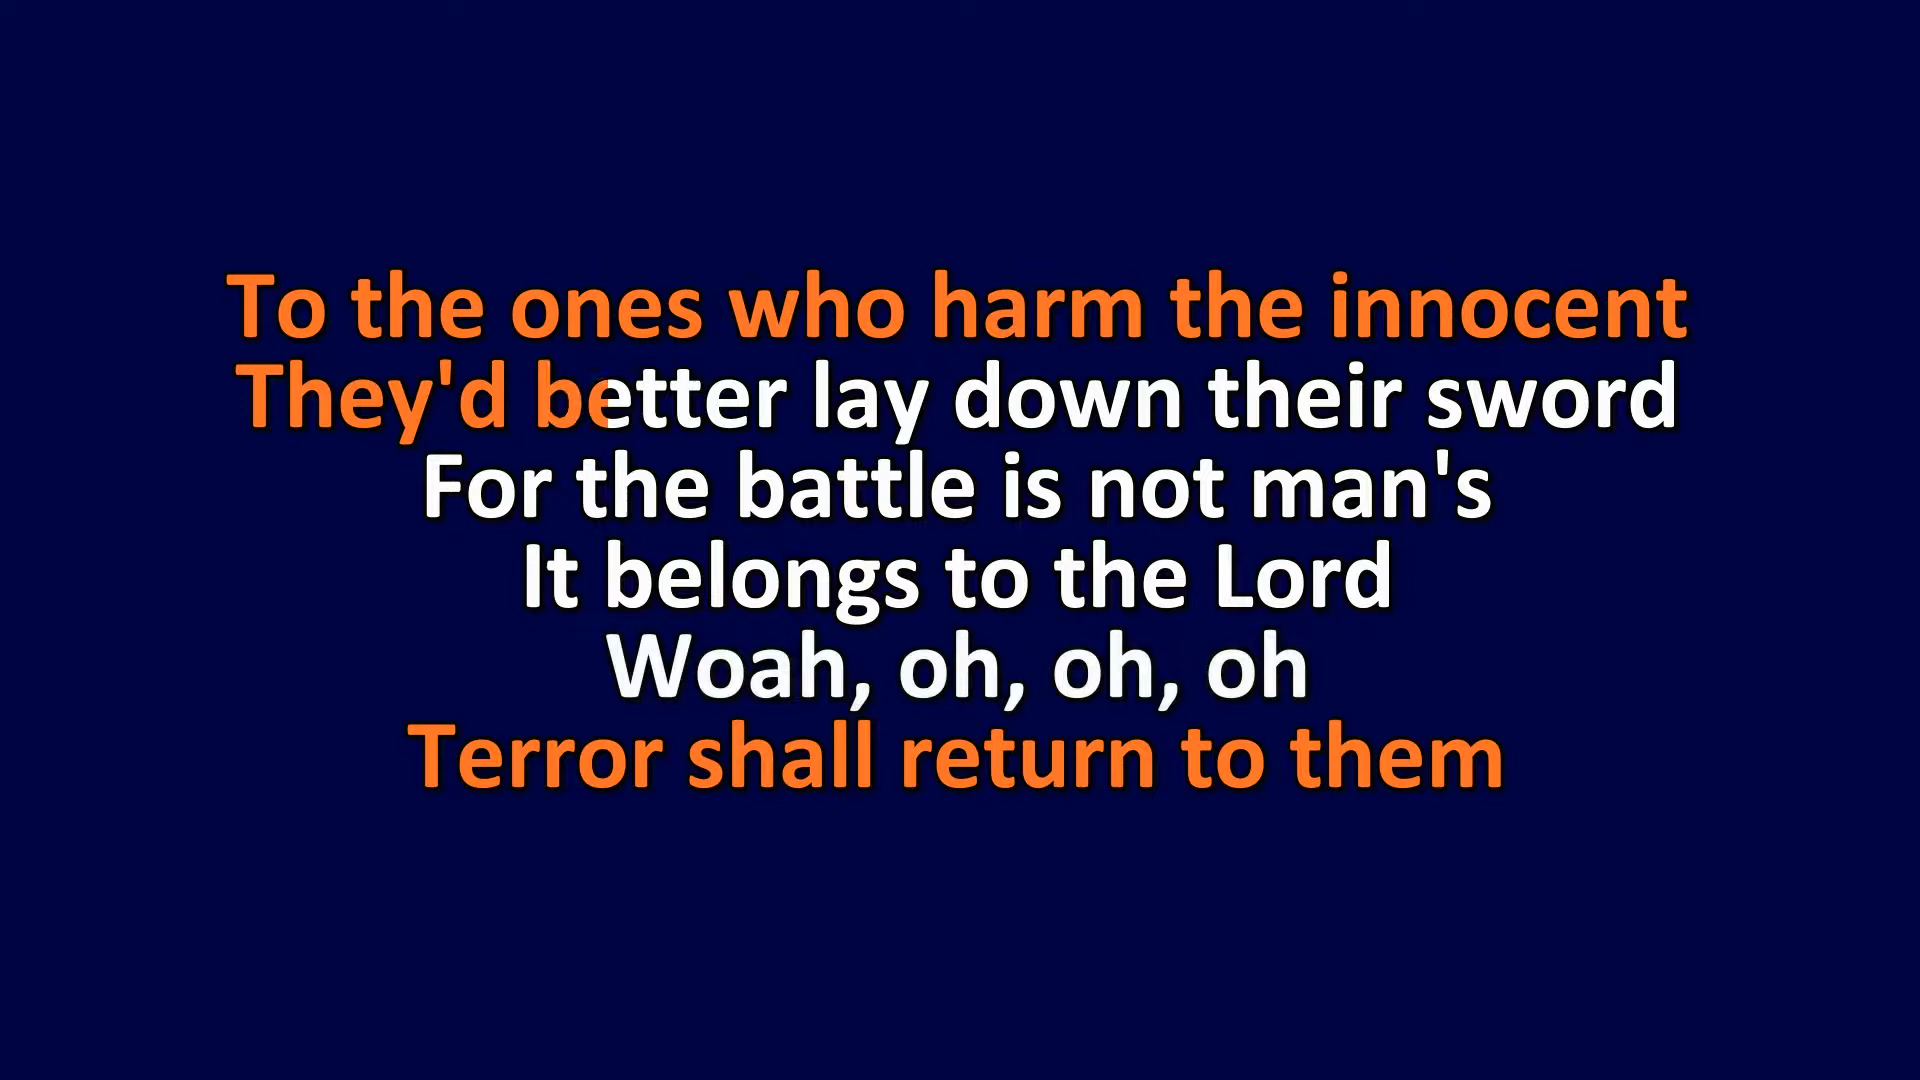 To the ones who harm the innocent
They'd better lay down their sword
For the battle is not man's
It belongs to the Lord
Woah, oh, oh, oh
Terror shall return to them